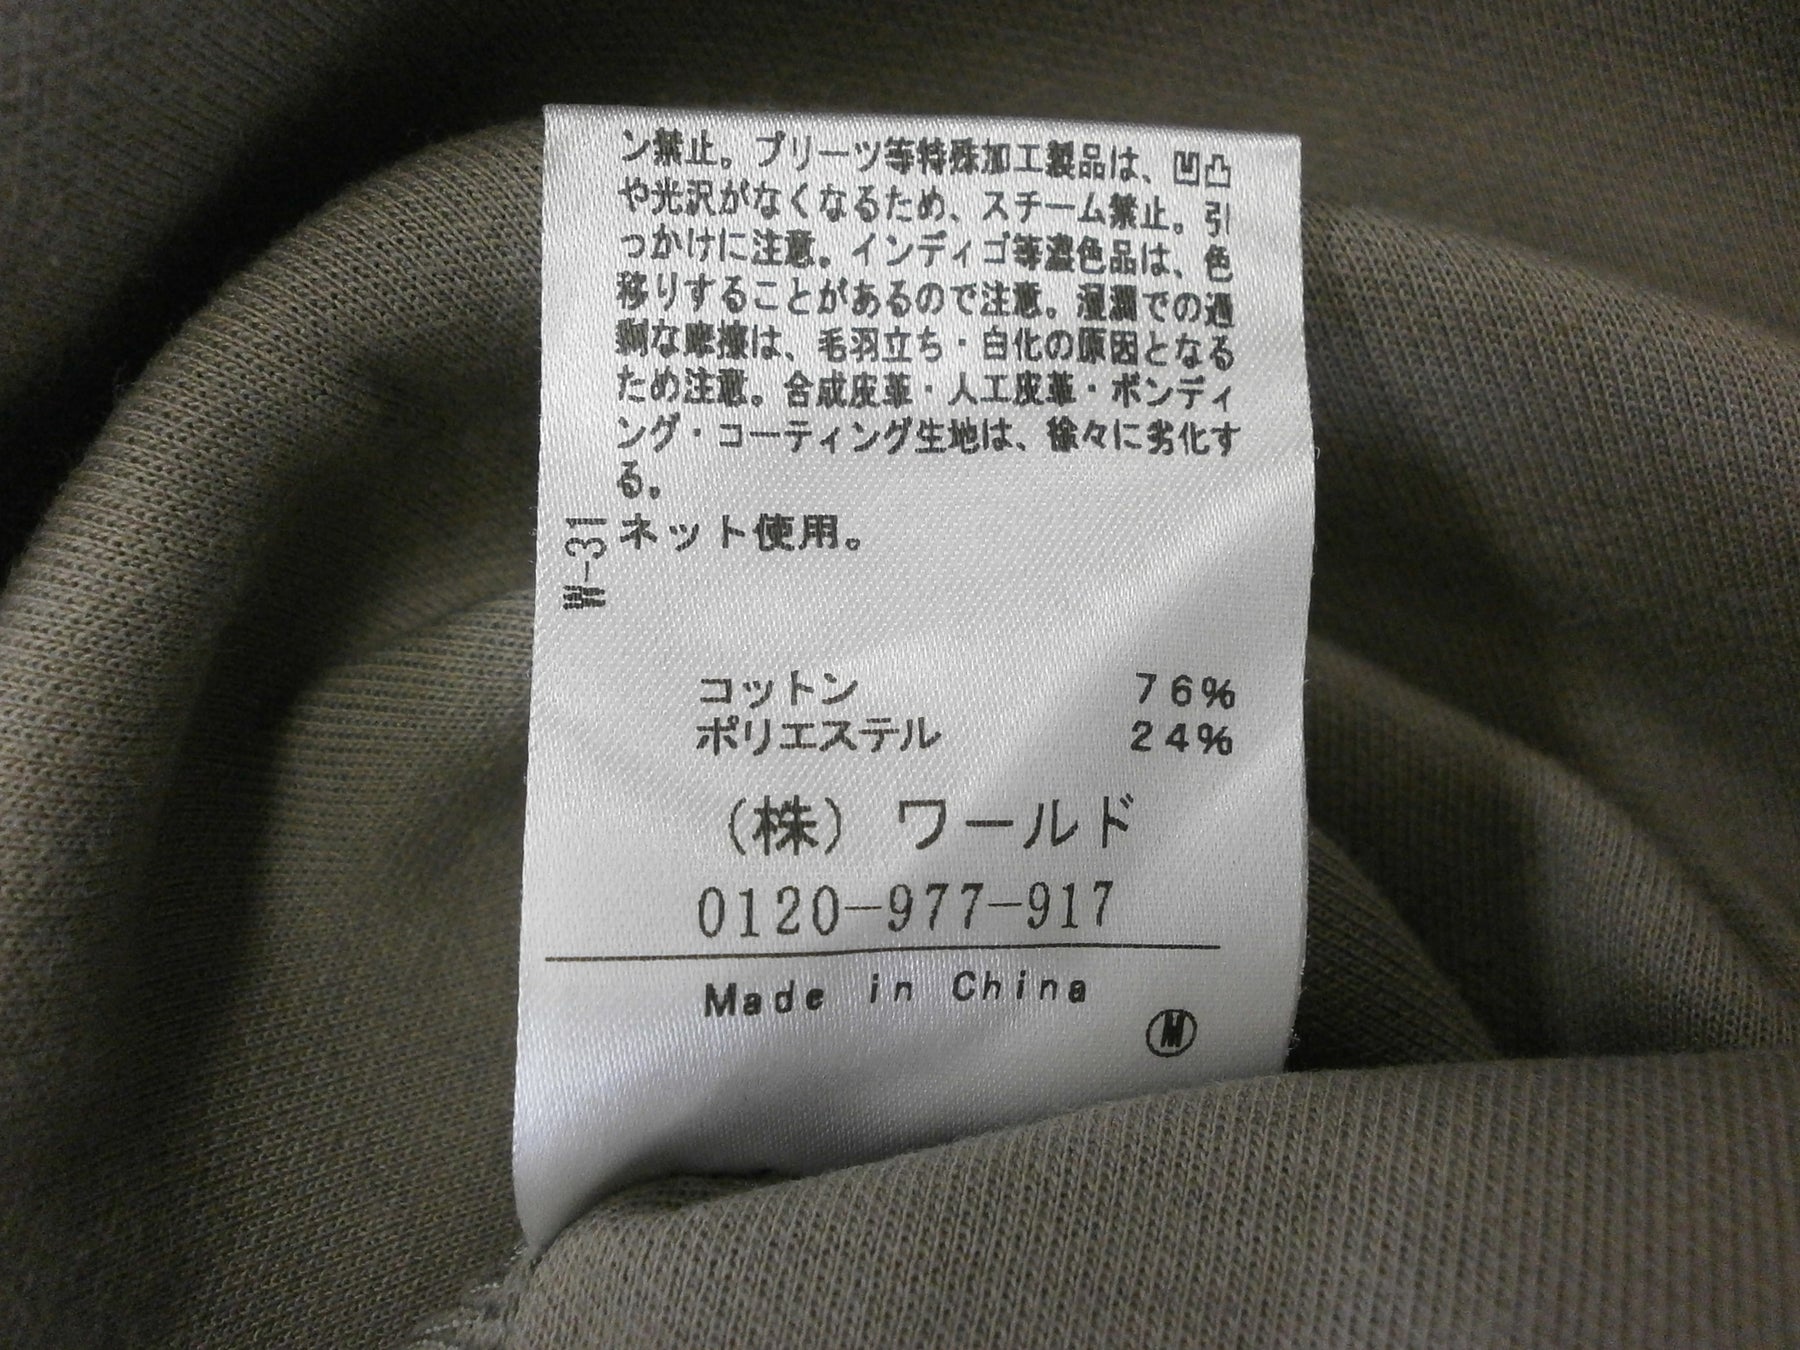 ン禁止。プリーツ等特殊加工製品は、凹凸
や光沢がなくなるため、スチーム禁止。引
っかけに注意。インディゴ等濃色品は、色
移りすることがあるので注意。湿潤での過
剰な摩擦は、毛羽立ち・白化の原因となる
ため注意。合成皮革・人工皮革・ボンディ
ング・コーティング生地は、徐々に劣化す
る。
ネット使用。
W-31
コットン 76%
ポリエステル 24%
(株) ワールド
0120-977-917
Made in China
M